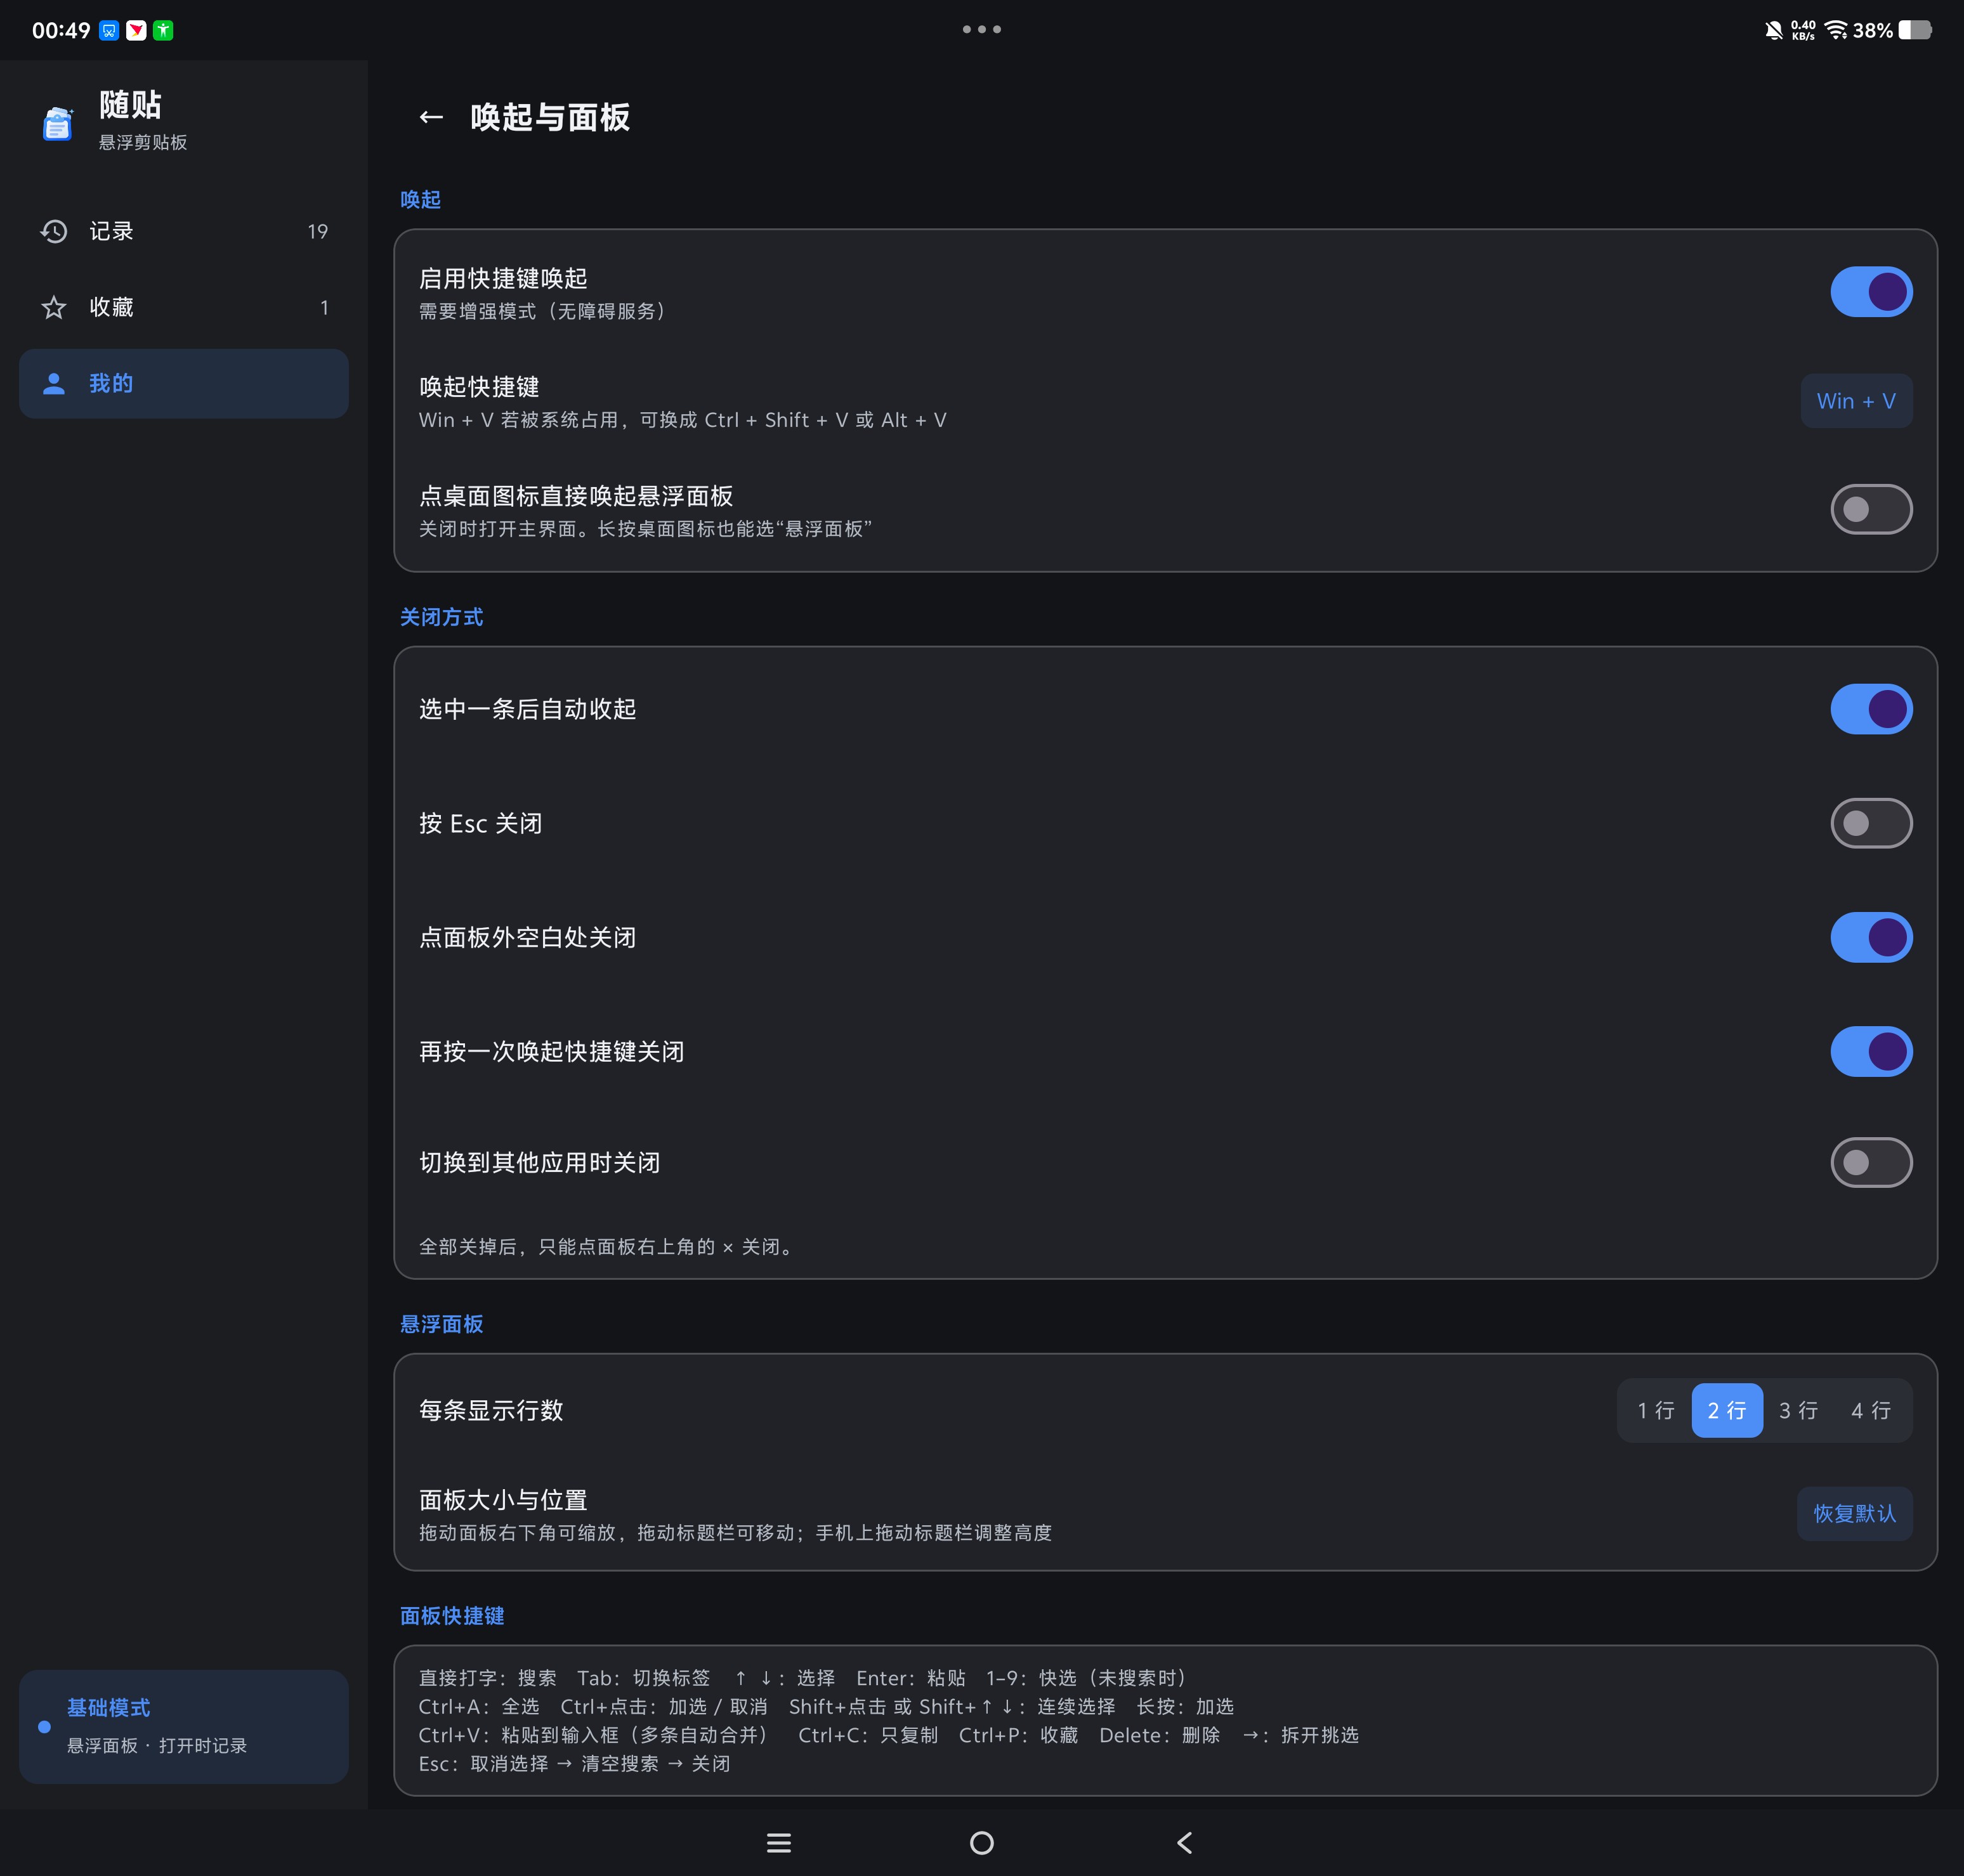 00:49
0.40 KB/s
38%
随贴
悬浮剪贴板
记录 19
收藏 1
我的
基础模式
悬浮面板 · 打开时记录
← 唤起与面板
唤起
启用快捷键唤起
需要增强模式（无障碍服务）
唤起快捷键
Win + V 若被系统占用，可换成 Ctrl + Shift + V 或 Alt + V
Win + V
点桌面图标直接唤起悬浮面板
关闭时打开主界面。长按桌面图标也能选“悬浮面板”
关闭方式
选中一条后自动收起
按 Esc 关闭
点面板外空白处关闭
再按一次唤起快捷键关闭
切换到其他应用时关闭
全部关掉后，只能点面板右上角的 × 关闭。
悬浮面板
每条显示行数
1 行 2 行 3 行 4 行
面板大小与位置
拖动面板右下角可缩放，拖动标题栏可移动；手机上拖动标题栏调整高度
恢复默认
面板快捷键
直接打字：搜索 Tab：切换标签 ↑ ↓：选择 Enter：粘贴 1–9：快选（未搜索时）
Ctrl+A：全选 Ctrl+点击：加选 / 取消 Shift+点击 或 Shift+↑ ↓：连续选择 长按：加选
Ctrl+V：粘贴到输入框（多条自动合并） Ctrl+C：只复制 Ctrl+P：收藏 Delete：删除 →：拆开挑选
Esc：取消选择 → 清空搜索 → 关闭